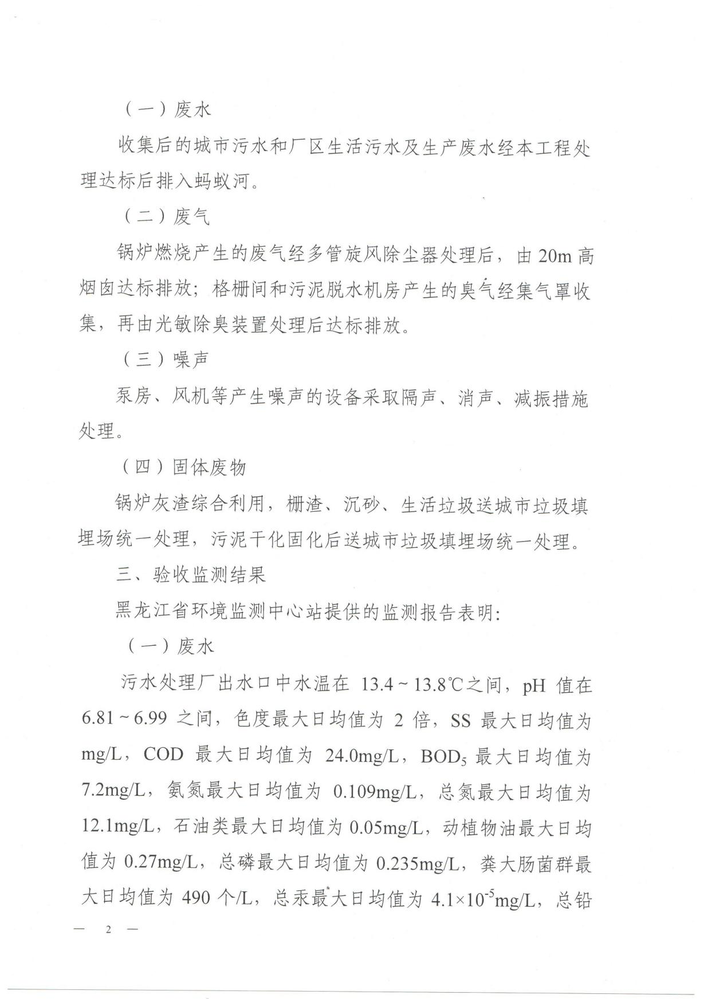 （一）废水
收集后的城市污水和厂区生活污水及生产废水经本工程处
理达标后排入蚂蚁河。
（二）废气
锅炉燃烧产生的废气经多管旋风除尘器处理后，由 20m 高
烟囱达标排放；格栅间和污泥脱水机房产生的臭气经集气罩收
集，再由光敏除臭装置处理后达标排放。
（三）噪声
泵房、风机等产生噪声的设备采取隔声、消声、减振措施
处理。
（四）固体废物
锅炉灰渣综合利用，栅渣、沉砂、生活垃圾送城市垃圾填
埋场统一处理，污泥干化固化后送城市垃圾填埋场统一处理。
三、验收监测结果
黑龙江省环境监测中心站提供的监测报告表明：
（一）废水
污水处理厂出水口中水温在 13.4～13.8℃之间，pH 值在
6.81～6.99 之间，色度最大日均值为 2 倍，SS 最大日均值为
mg/L，COD 最大日均值为 24.0mg/L，BOD₅ 最大日均值为
7.2mg/L，氨氮最大日均值为 0.109mg/L，总氮最大日均值为
12.1mg/L，石油类最大日均值为 0.05mg/L，动植物油最大日均
值为 0.27mg/L，总磷最大日均值为 0.235mg/L，粪大肠菌群最
大日均值为 490 个/L，总汞最大日均值为 4.1×10⁻⁵mg/L，总铅
— 2 —